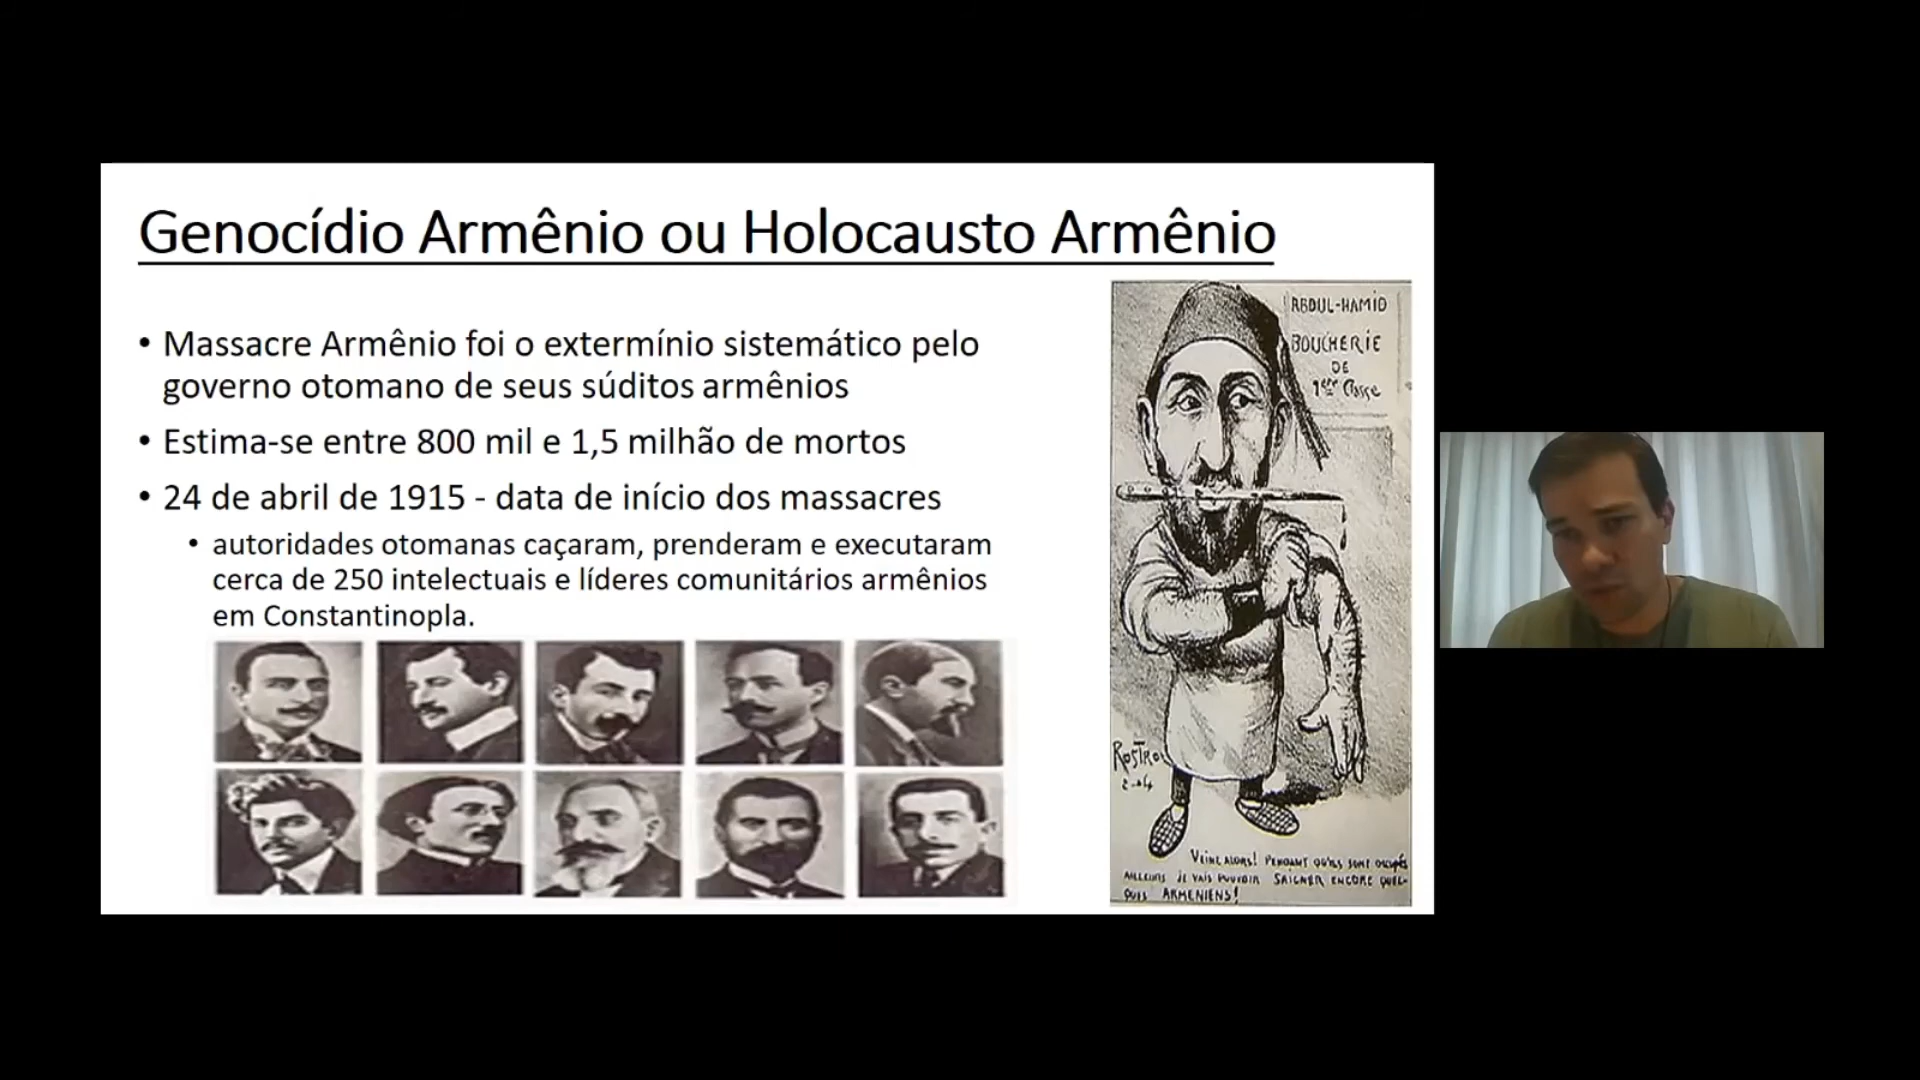 Genocídio Armênio ou Holocausto Armênio
• Massacre Armênio foi o extermínio sistemático pelo
governo otomano de seus súditos armênios
• Estima-se entre 800 mil e 1,5 milhão de mortos
• 24 de abril de 1915 - data de início dos massacres
• autoridades otomanas caçaram, prenderam e executaram
cerca de 250 intelectuais e líderes comunitários armênios
em Constantinopla.
ABDUL-HAMID
BOUCHERIE
DE
1ère Classe
ROSTRO
VEINE ALORS! PENDANT QU'ILS SONT OCCUPÉS
AILLEURS JE VAIS POUVOIR SAIGNER ENCORE QUEL-
QUES ARMENIENS!